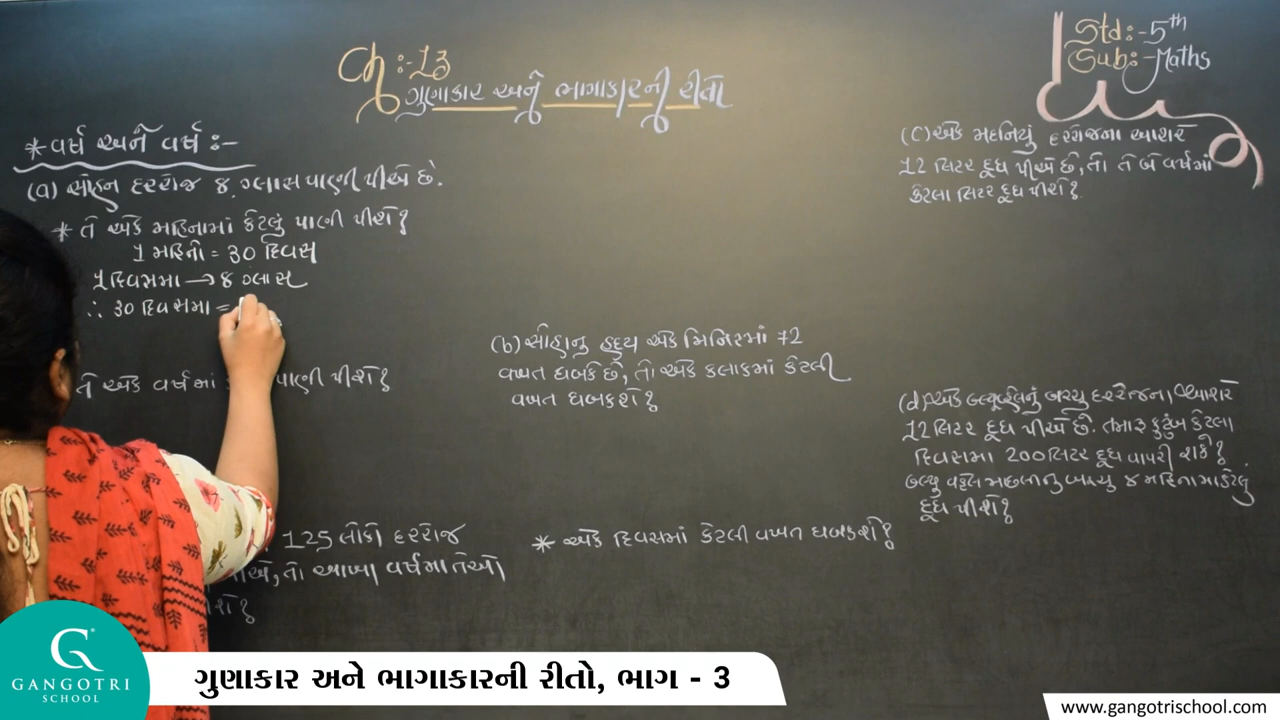 Ch :- 13
ગુણાકાર અને ભાગાકારની રીતો
Std:- 5th
Sub:- Maths
* વર્ષ અને વર્ષ :-
(a) સોહન દરરોજ 8 ગ્લાસ પાણી પીએ છે.
* તે એક મહિનામાં કેટલું પાણી પીશે?
1 મહિનો = 30 દિવસ
1 દિવસમા → 8 ગ્લાસ
∴ 30 દિવસમા =
તે એક વર્ષમાં પાણી પીશે?
125 લોકો દરરોજ
તો આખા વર્ષમા તેઓ
(b) સોહાનુ હૃદય એક મિનિટમાં 72
વખત ધબકે છે, તો એક કલાકમાં કેટલી
વખત ધબકશે?
* એક દિવસમાં કેટલી વખત ધબકશે?
(c) એક મદનિયું દરરોજના આશરે
12 લિટર દૂધ પીએ છે, તો તે બે વર્ષમાં
કેટલા લિટર દૂધ પીશે?
(d) એક બ્લ્યૂ વ્હેલનું બચ્ચુ દરરોજના આશરે
12 લિટર દૂધ પીએ છે. તમારૂ કુટુંબ કેટલા
દિવસમા 200 લિટર દૂધ વાપરી શકે?
બ્લ્યુ વ્હેલ માછલીનુ બચ્ચુ 8 મહિનામા કેટલું
દૂધ પીશે?
G
GANGOTRI
SCHOOL
ગુણાકાર અને ભાગાકારની રીતો, ભાગ - 3
www.gangotrischool.com